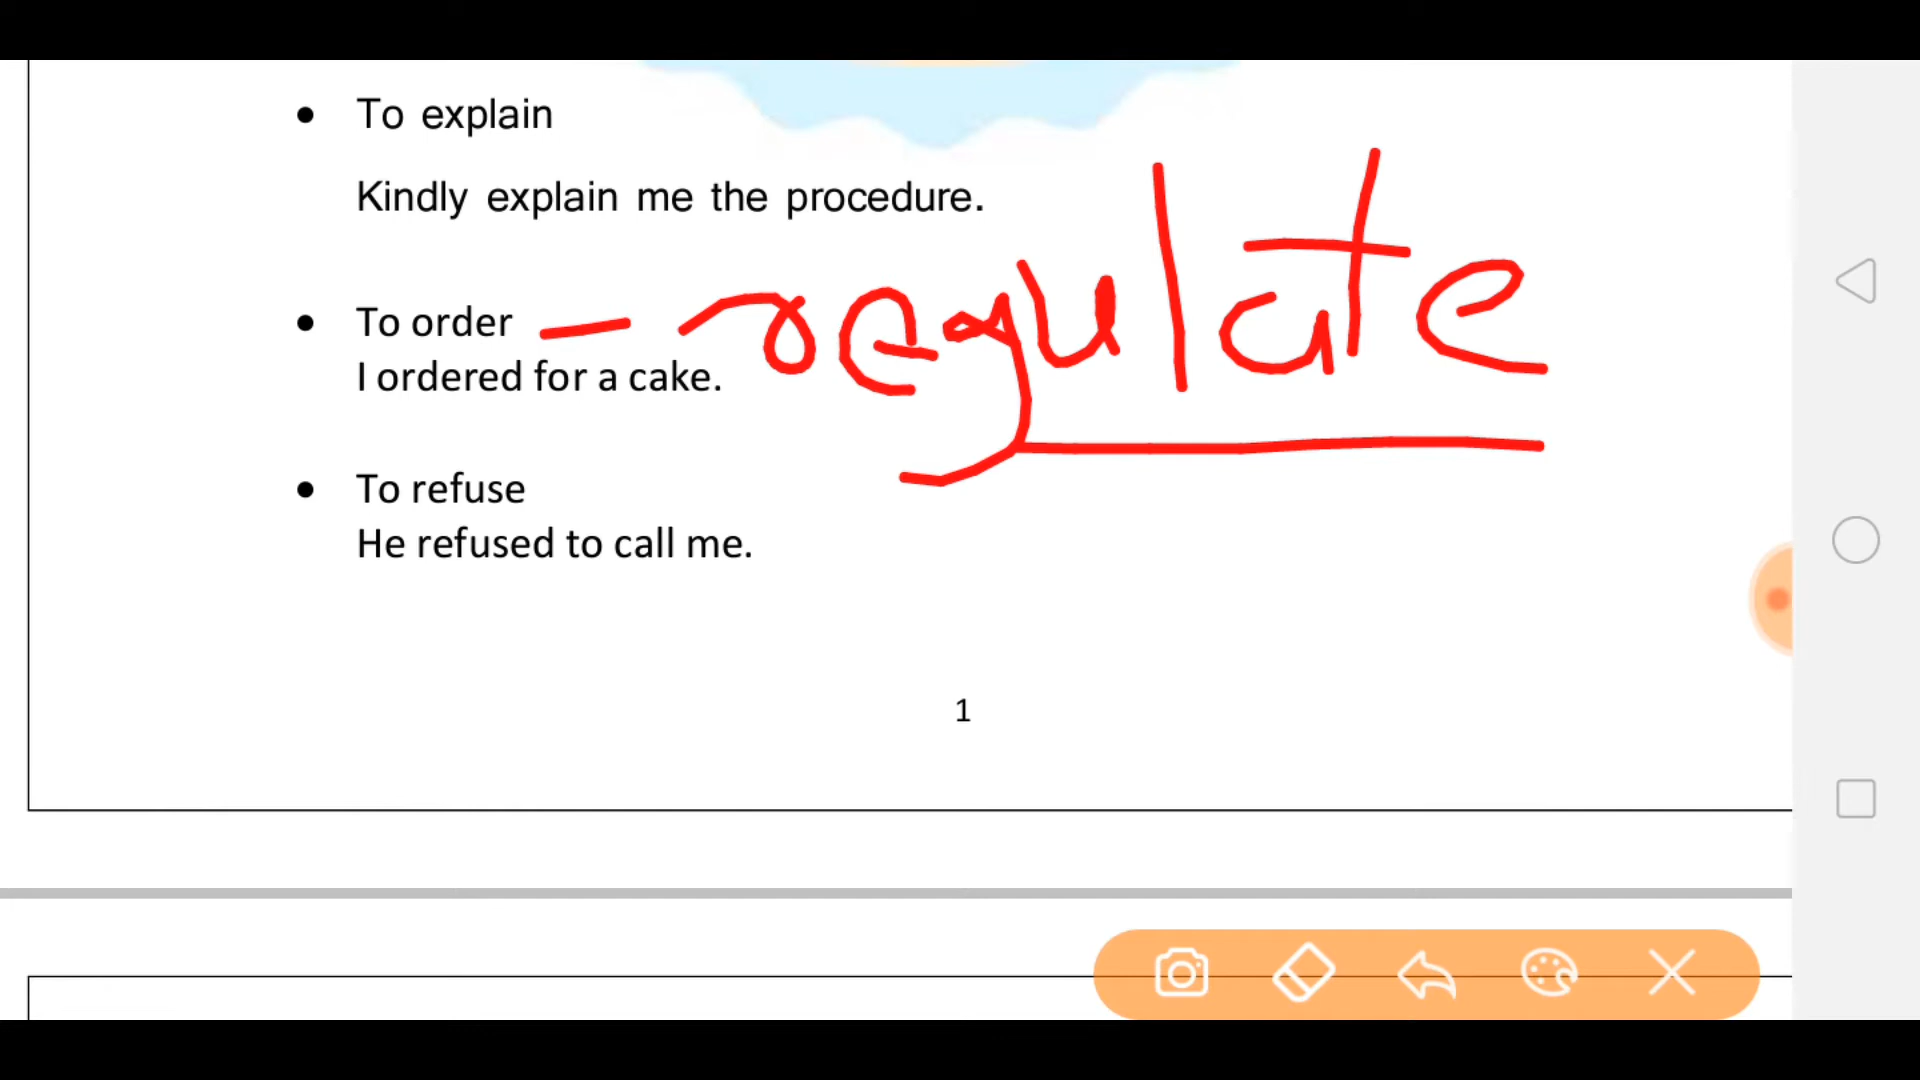 • To explain
Kindly explain me the procedure.
• To order – regulate
I ordered for a cake.
• To refuse
He refused to call me.
1